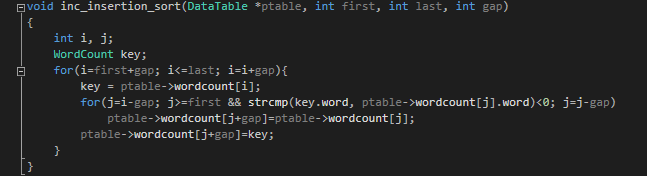 void inc_insertion_sort(DataTable *ptable, int first, int last, int gap)
{
    int i, j;
    WordCount key;
    for(i=first+gap; i<=last; i=i+gap){
        key = ptable->wordcount[i];
        for(j=i-gap; j>=first && strcmp(key.word, ptable->wordcount[j].word)<0; j=j-gap)
            ptable->wordcount[j+gap]=ptable->wordcount[j];
        ptable->wordcount[j+gap]=key;
    }
}